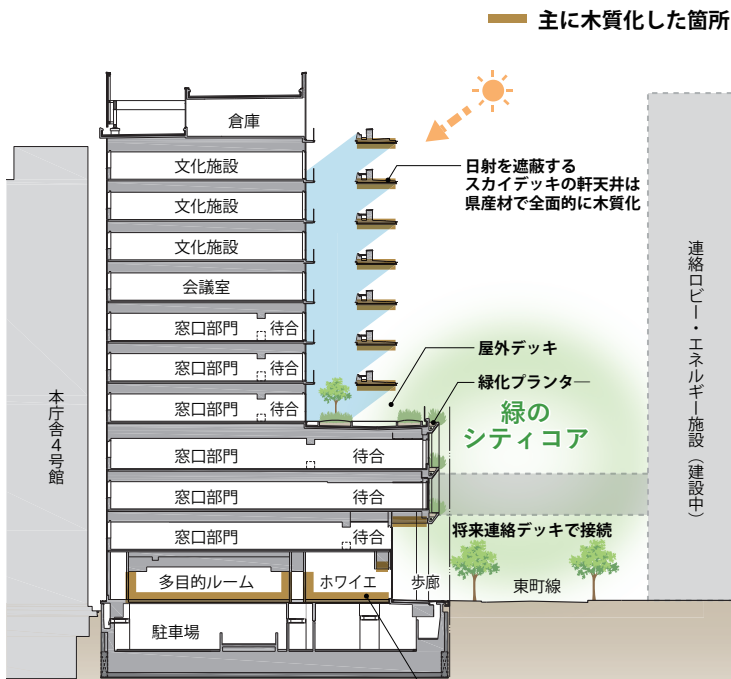 主に木質化した箇所
倉庫
文化施設
文化施設
文化施設
会議室
窓口部門 待合
窓口部門 待合
窓口部門 待合
窓口部門 待合
窓口部門 待合
窓口部門 待合
多目的ルーム
ホワイエ
歩廊
駐車場
日射を遮蔽する
スカイデッキの軒天井は
県産材で全面的に木質化
屋外デッキ
緑化プランター
緑の
シティコア
将来連絡デッキで接続
東町線
本庁舎4号館
連絡ロビー・エネルギー施設（建設中）